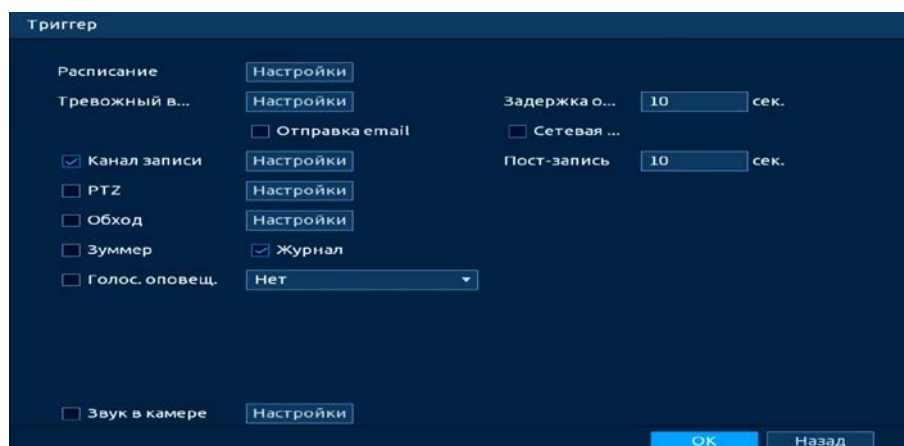 Триггер
Расписание Настройки
Тревожный в... Настройки Задержка о... 10 сек.
Отправка email Сетевая ...
Канал записи Настройки Пост-запись 10 сек.
PTZ Настройки
Обход Настройки
Зуммер Журнал
Голос. оповещ. Нет
Звук в камере Настройки
OK Назад